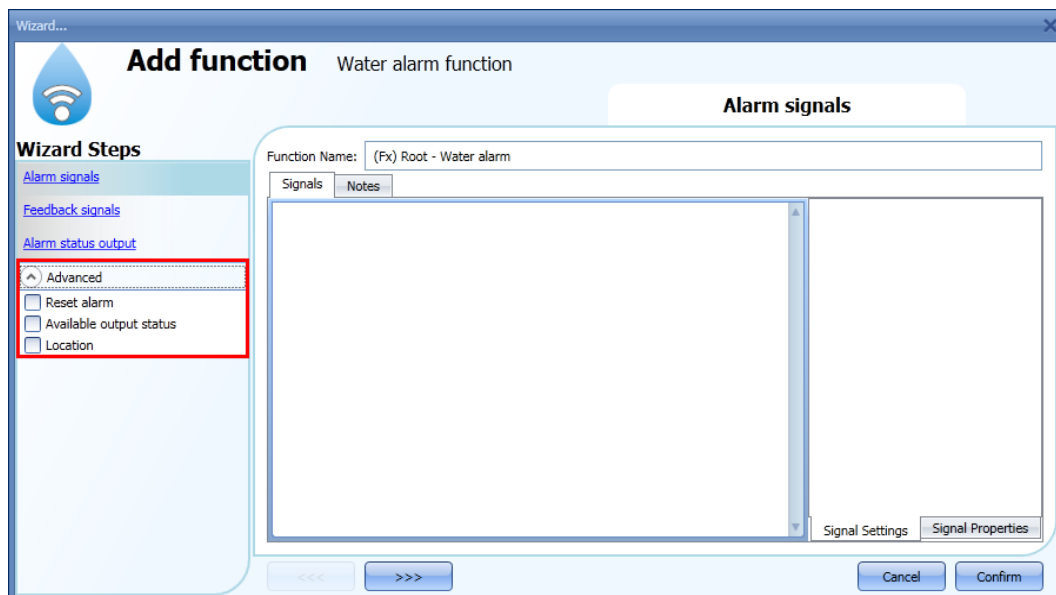 Wizard...
Add function Water alarm function
Alarm signals
Wizard Steps
Alarm signals
Feedback signals
Alarm status output
Advanced
Reset alarm
Available output status
Location
Function Name: (Fx) Root - Water alarm
Signals Notes
Signal Settings Signal Properties
<<< >>> Cancel Confirm